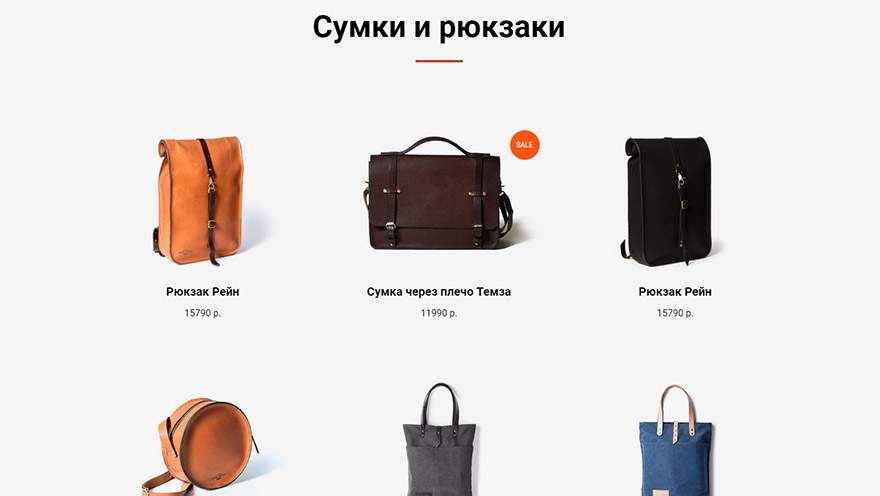 Сумки и рюкзаки
SALE
Рюкзак Рейн
Сумка через плечо Темза
Рюкзак Рейн
15790 р.
11990 р.
15790 р.